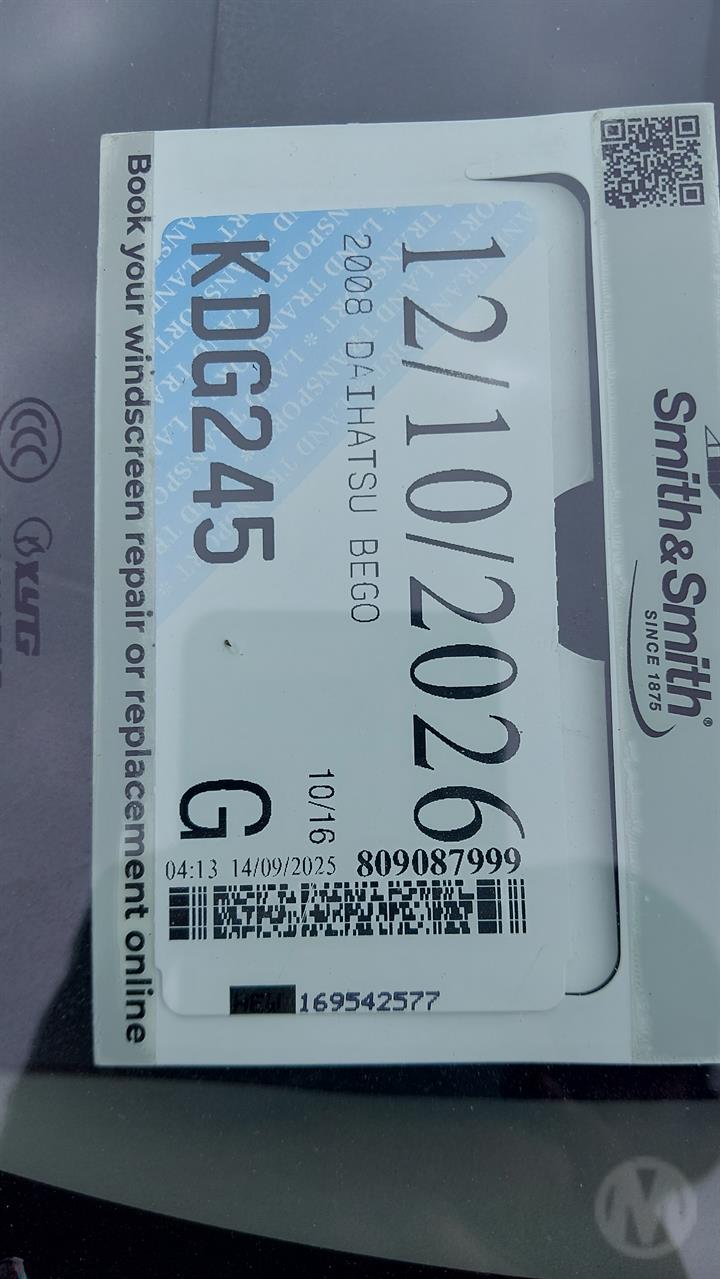 Smith&Smith®
SINCE 1875
12/10/2026
2008 DAIHATSU BEGO
10/16
KDG245
G
04:13 14/09/2025 809087999
169542577
Book your windscreen repair or replacement online
XYG